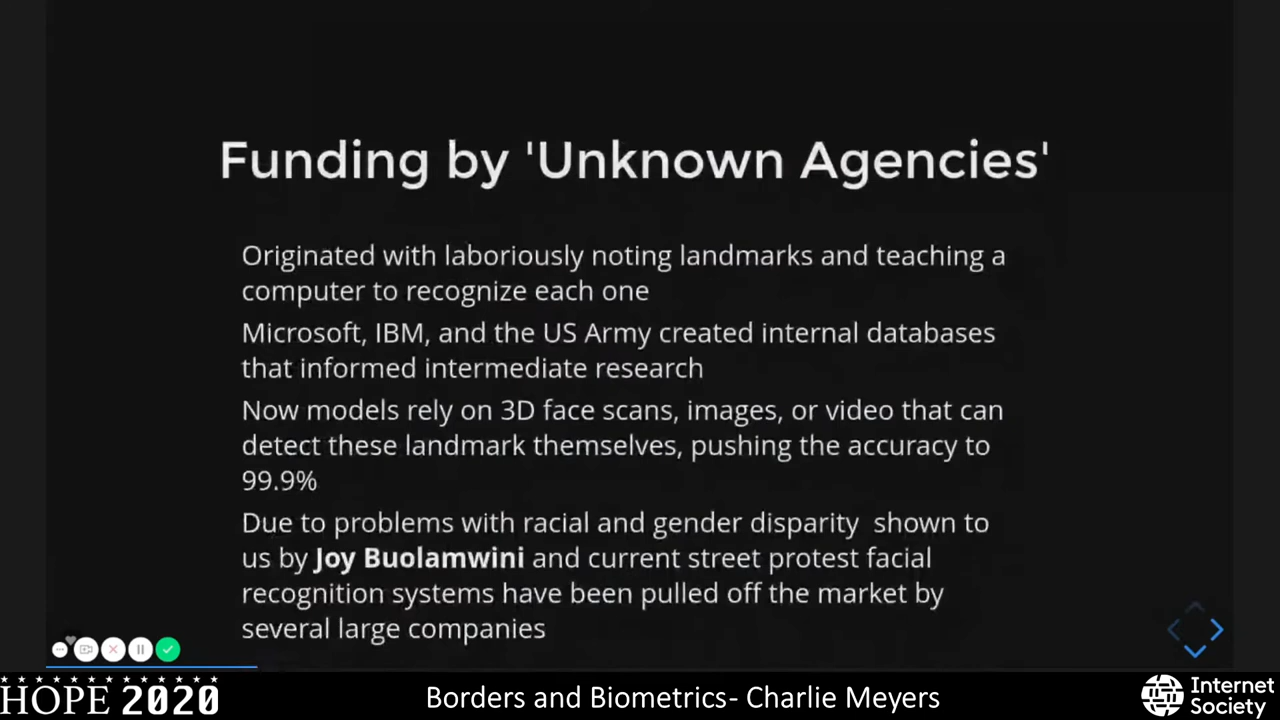 Funding by 'Unknown Agencies'
Originated with laboriously noting landmarks and teaching a
computer to recognize each one
Microsoft, IBM, and the US Army created internal databases
that informed intermediate research
Now models rely on 3D face scans, images, or video that can
detect these landmark themselves, pushing the accuracy to
99.9%
Due to problems with racial and gender disparity  shown to
us by Joy Buolamwini and current street protest facial
recognition systems have been pulled off the market by
several large companies
HOPE 2020
Borders and Biometrics- Charlie Meyers
Internet
Society